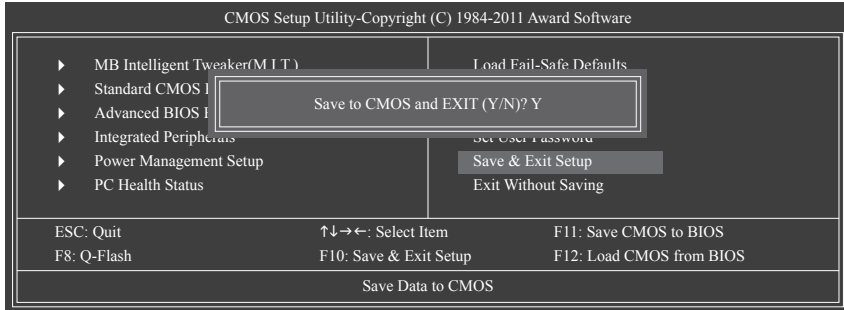 CMOS Setup Utility-Copyright (C) 1984-2011 Award Software
MB Intelligent Tweaker(M.I.T.)
Standard CMOS
Advanced BIOS
Integrated Peripherals
Power Management Setup
PC Health Status
Load Fail-Safe Defaults
Set User Password
Save & Exit Setup
Exit Without Saving
Save to CMOS and EXIT (Y/N)? Y
ESC: Quit
↑↓→←: Select Item
F11: Save CMOS to BIOS
F8: Q-Flash
F10: Save & Exit Setup
F12: Load CMOS from BIOS
Save Data to CMOS